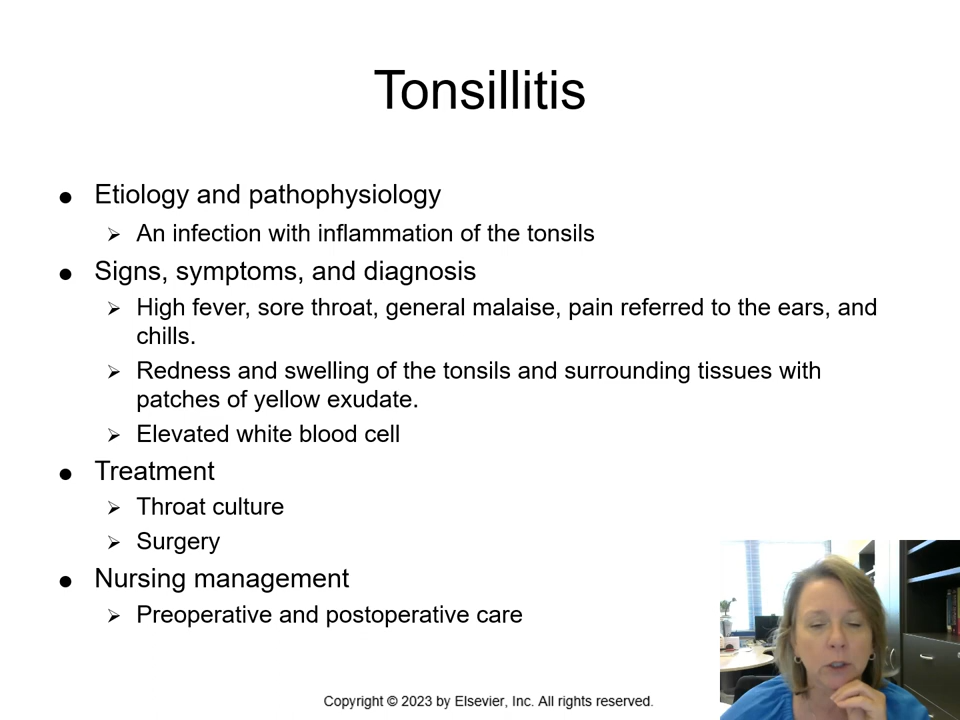 Tonsillitis
● Etiology and pathophysiology
➢ An infection with inflammation of the tonsils
● Signs, symptoms, and diagnosis
➢ High fever, sore throat, general malaise, pain referred to the ears, and
chills.
➢ Redness and swelling of the tonsils and surrounding tissues with
patches of yellow exudate.
➢ Elevated white blood cell
● Treatment
➢ Throat culture
➢ Surgery
● Nursing management
➢ Preoperative and postoperative care
Copyright © 2023 by Elsevier, Inc. All rights reserved.